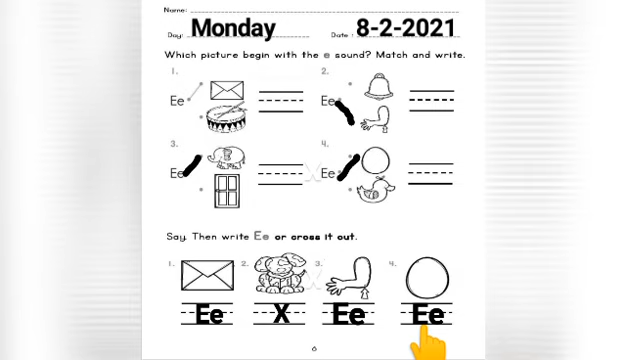 Name:
Day: Monday Date: 8-2-2021
Which picture begin with the e sound? Match and write.
1. 2.
Ee Ee
3. 4.
Ee Ee
Say. Then write Ee or cross it out.
1. 2. 3. 4.
Ee X Ee Ee
6